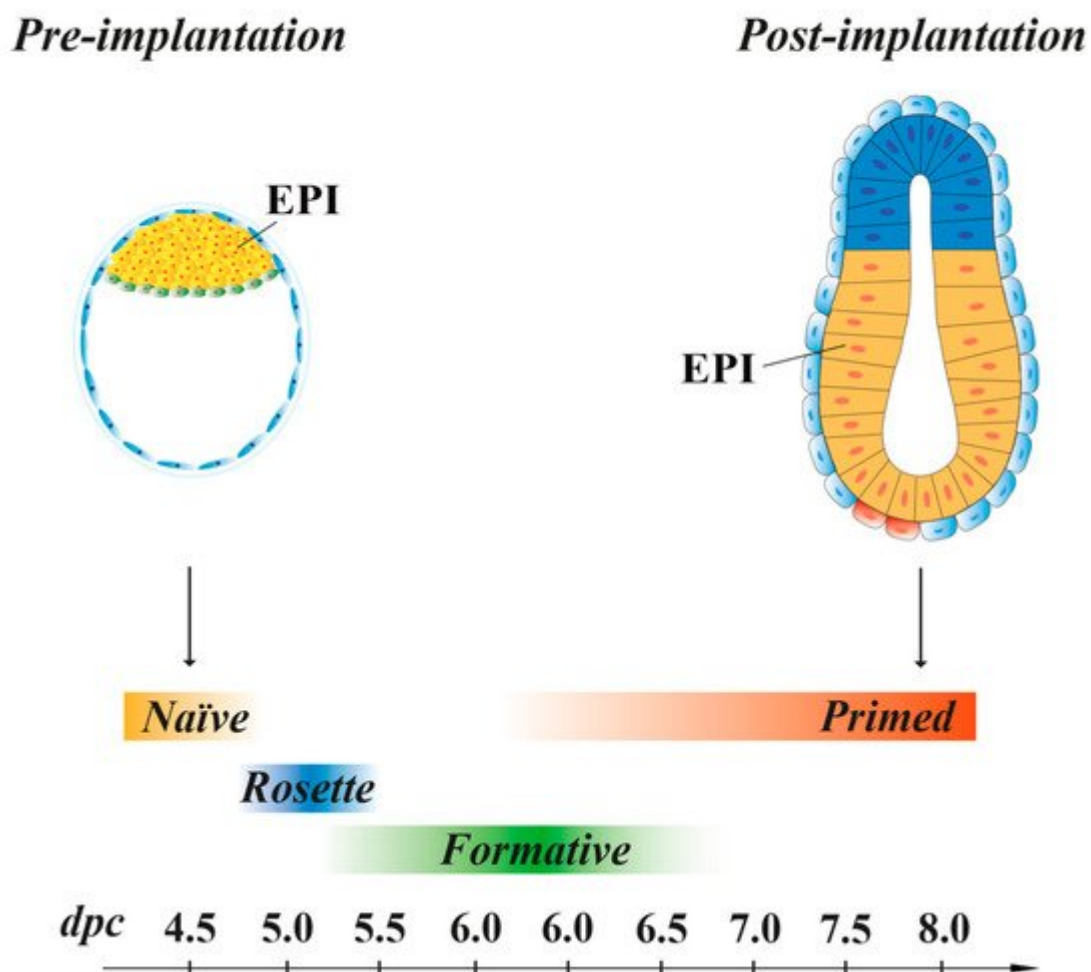 Pre-implantation
Post-implantation
EPI
EPI
Naïve
Primed
Rosette
Formative
dpc 4.5 5.0 5.5 6.0 6.0 6.5 7.0 7.5 8.0